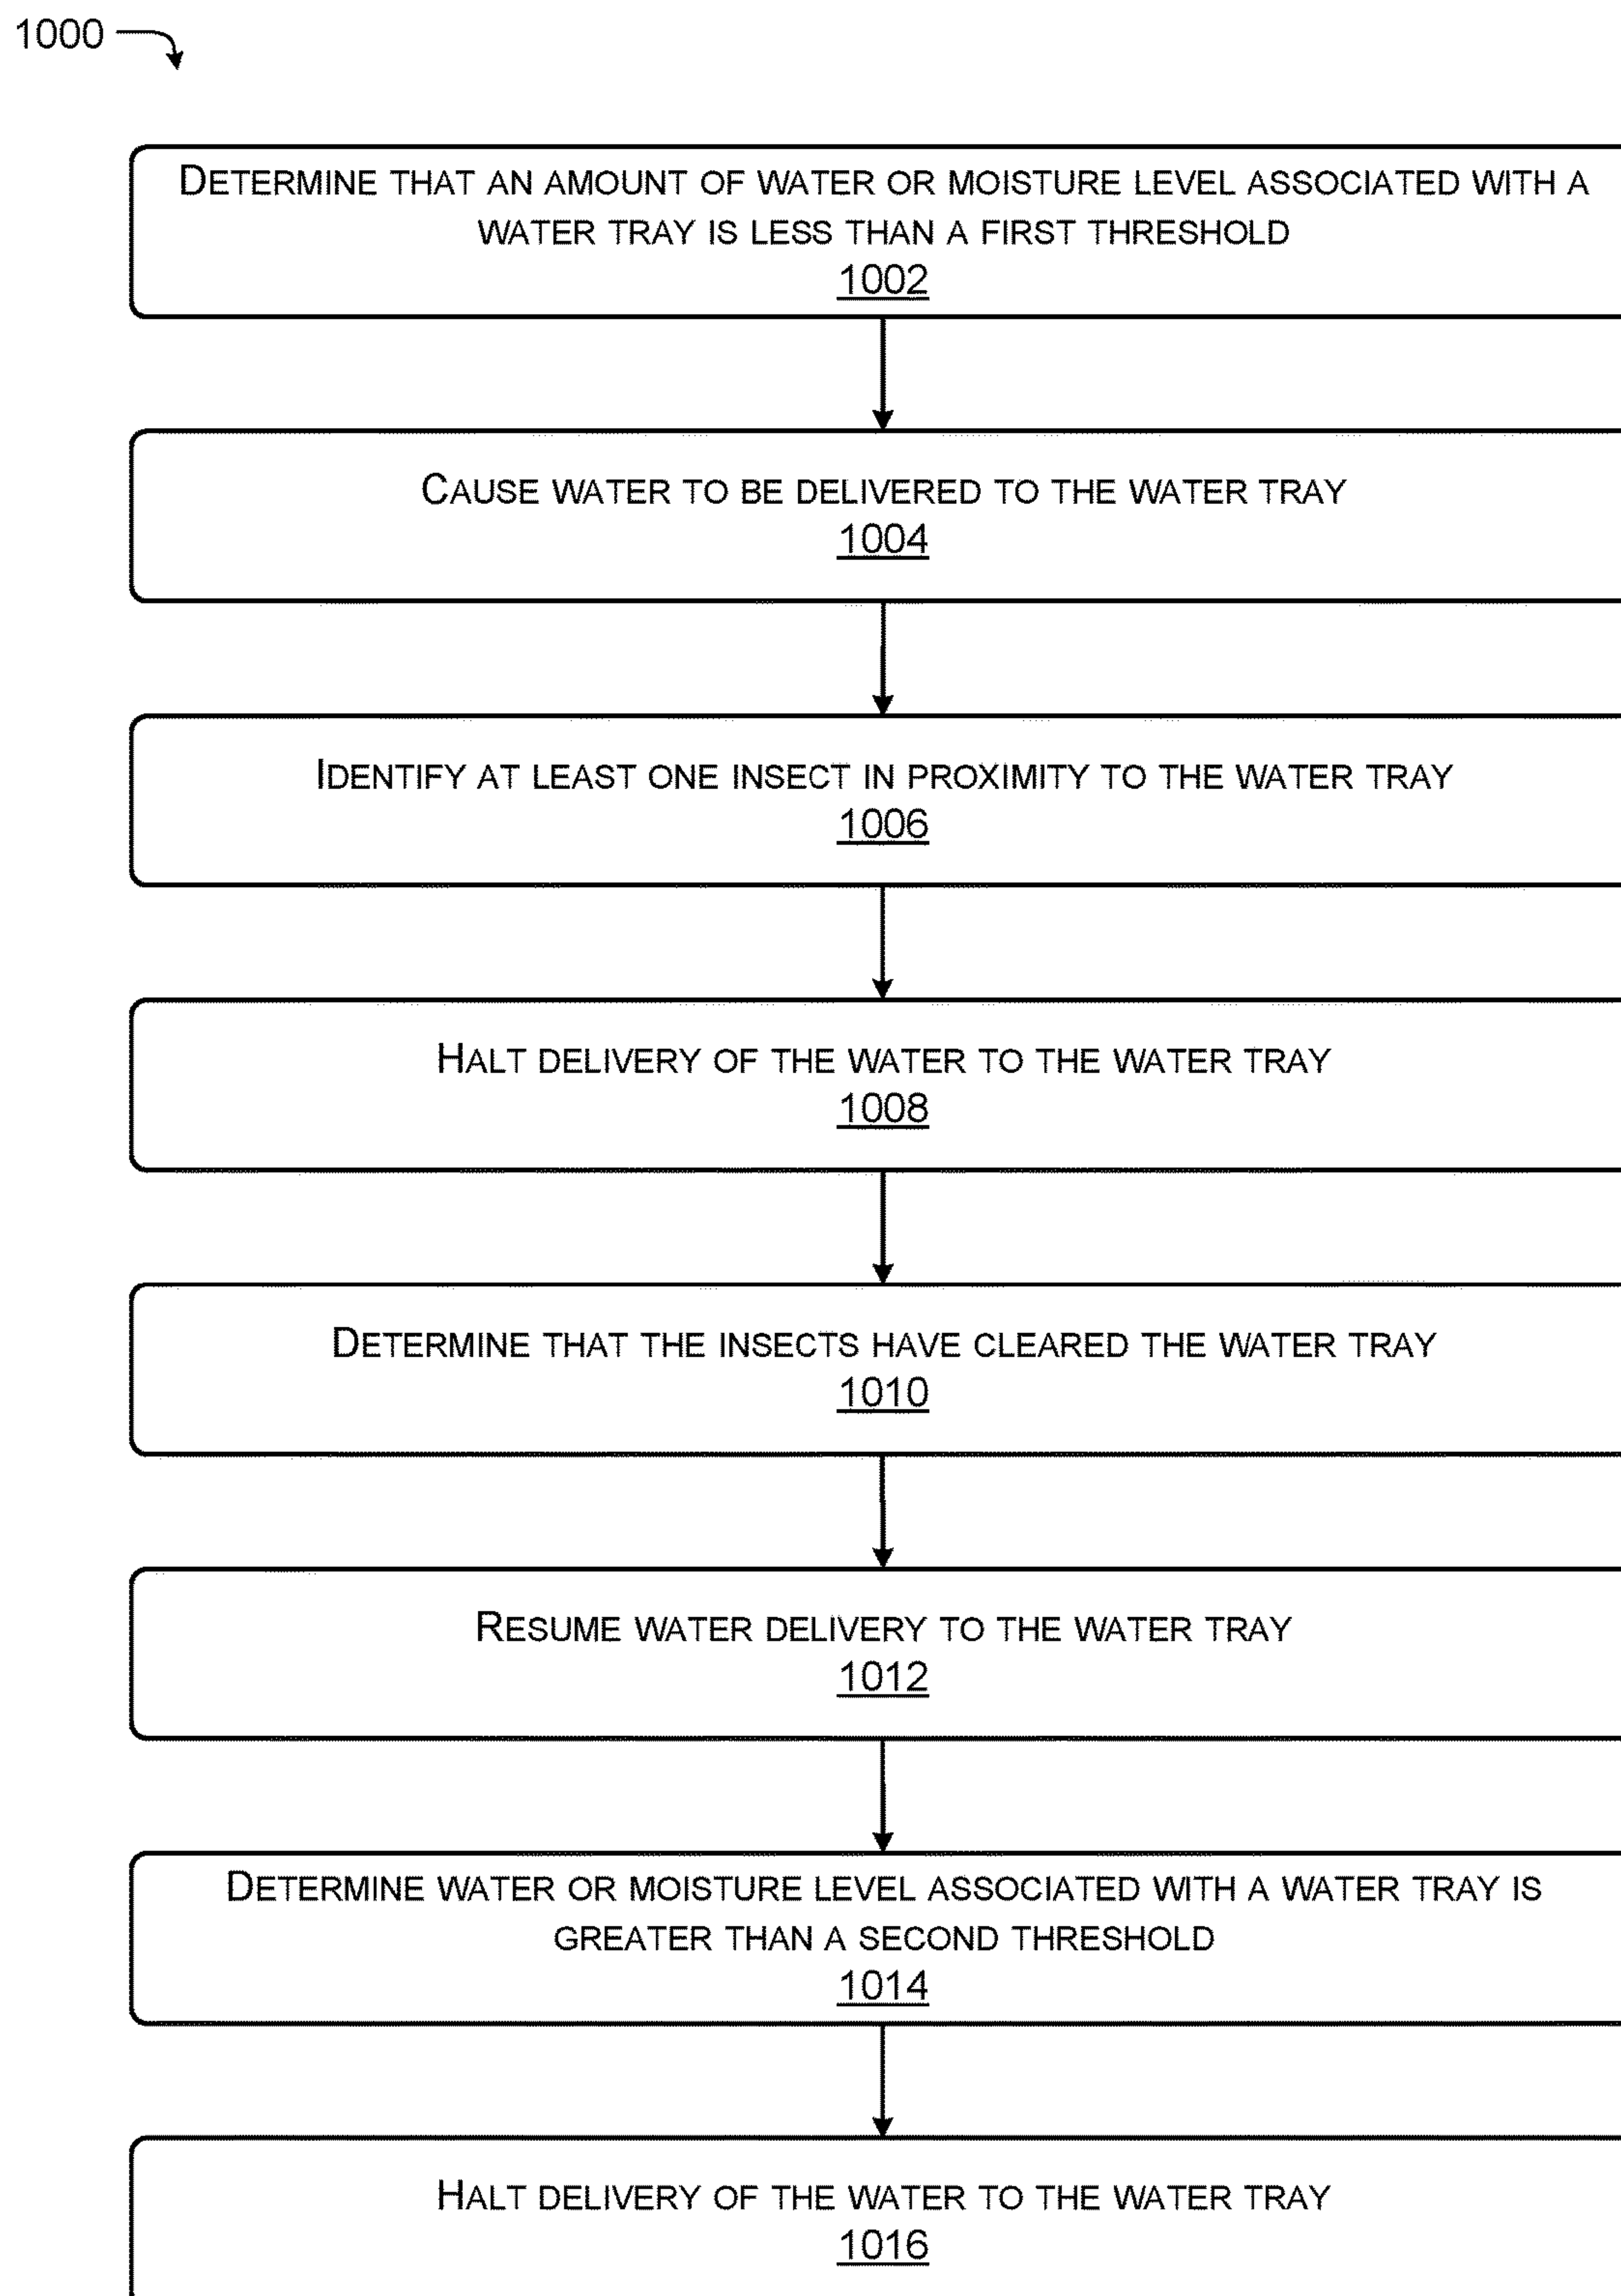 1000
DETERMINE THAT AN AMOUNT OF WATER OR MOISTURE LEVEL ASSOCIATED WITH A
WATER TRAY IS LESS THAN A FIRST THRESHOLD
1002
CAUSE WATER TO BE DELIVERED TO THE WATER TRAY
1004
IDENTIFY AT LEAST ONE INSECT IN PROXIMITY TO THE WATER TRAY
1006
HALT DELIVERY OF THE WATER TO THE WATER TRAY
1008
DETERMINE THAT THE INSECTS HAVE CLEARED THE WATER TRAY
1010
RESUME WATER DELIVERY TO THE WATER TRAY
1012
DETERMINE WATER OR MOISTURE LEVEL ASSOCIATED WITH A WATER TRAY IS
GREATER THAN A SECOND THRESHOLD
1014
HALT DELIVERY OF THE WATER TO THE WATER TRAY
1016